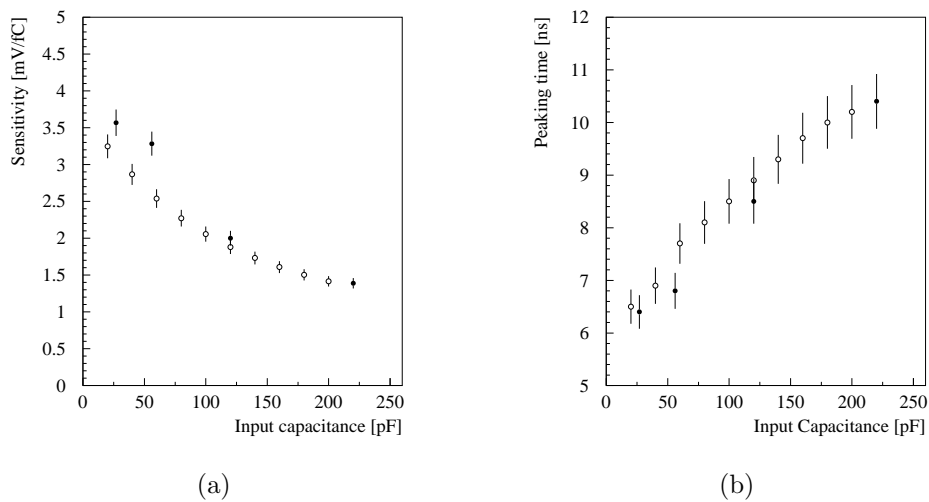 Sensitivity [mV/fC]
5
4.5
4
3.5
3
2.5
2
1.5
1
0.5
0
0 50 100 150 200 250
Input capacitance [pF]
(a)
Peaking time [ns]
12
11
10
9
8
7
6
5
0 50 100 150 200 250
Input Capacitance [pF]
(b)